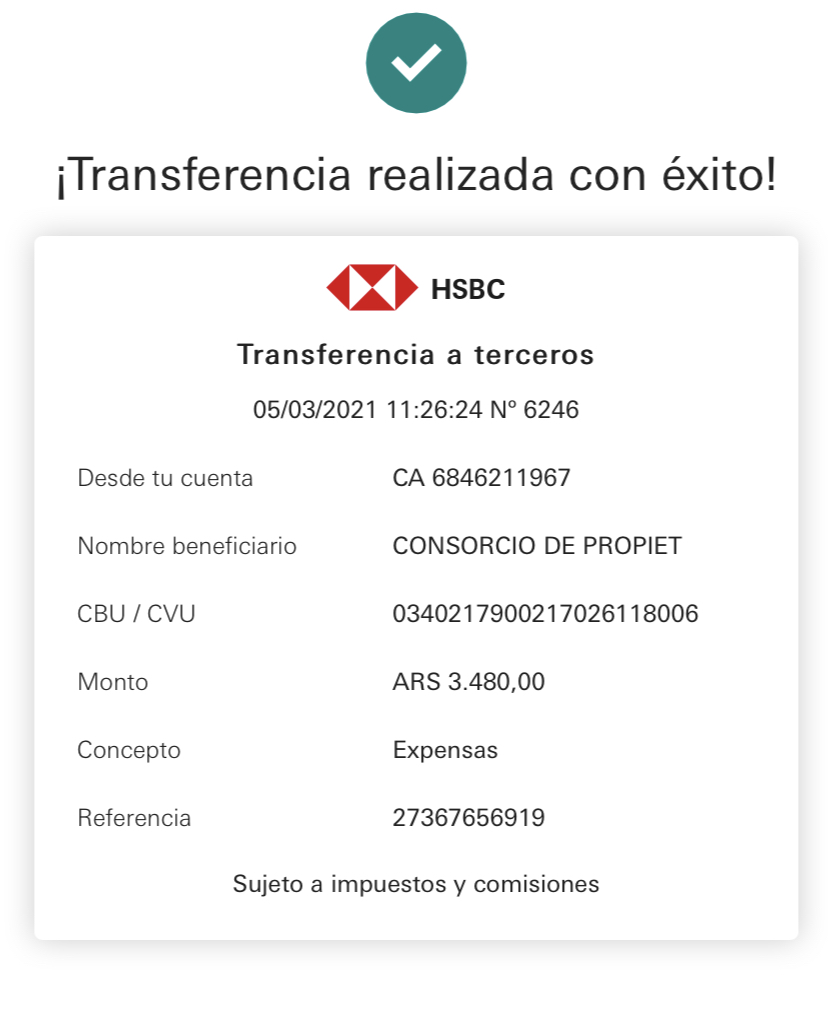 ¡Transferencia realizada con éxito!
HSBC
Transferencia a terceros
05/03/2021 11:26:24 Nº 6246
Desde tu cuenta CA 6846211967
Nombre beneficiario CONSORCIO DE PROPIET
CBU / CVU 0340217900217026118006
Monto ARS 3.480,00
Concepto Expensas
Referencia 27367656919
Sujeto a impuestos y comisiones